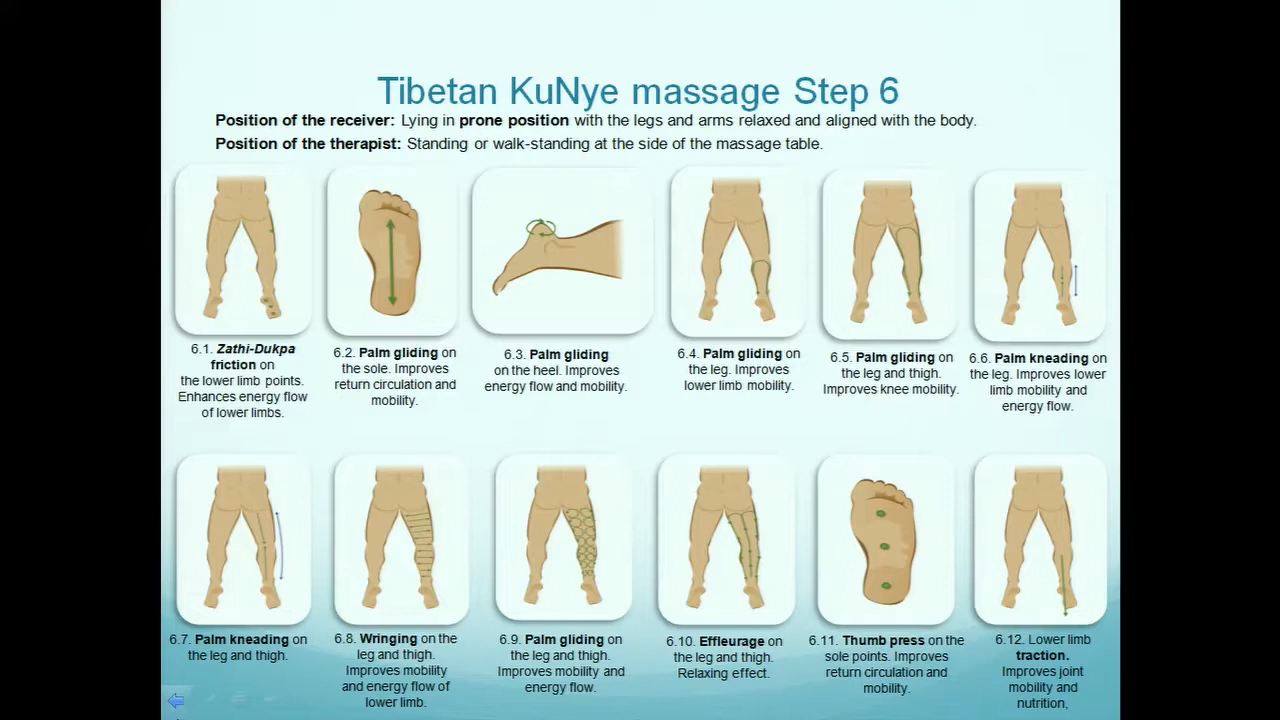 Tibetan KuNye massage Step 6
Position of the receiver: Lying in prone position with the legs and arms relaxed and aligned with the body.
Position of the therapist: Standing or walk-standing at the side of the massage table.
6.1. Zathi-Dukpa
friction on
the lower limb points.
Enhances energy flow
of lower limbs.
6.2. Palm gliding on
the sole. Improves
return circulation and
mobility.
6.3. Palm gliding
on the heel. Improves
energy flow and mobility.
6.4. Palm gliding on
the leg. Improves
lower limb mobility.
6.5. Palm gliding on
the leg and thigh.
Improves knee mobility.
6.6. Palm kneading on
the leg. Improves lower
limb mobility and
energy flow.
6.7. Palm kneading on
the leg and thigh.
6.8. Wringing on the
leg and thigh.
Improves mobility
and energy flow of
lower limb.
6.9. Palm gliding on
the leg and thigh.
Improves mobility and
energy flow.
6.10. Effleurage on
the leg and thigh.
Relaxing effect.
6.11. Thumb press on the
sole points. Improves
return circulation and
mobility.
6.12. Lower limb
traction.
Improves joint
mobility and
nutrition,